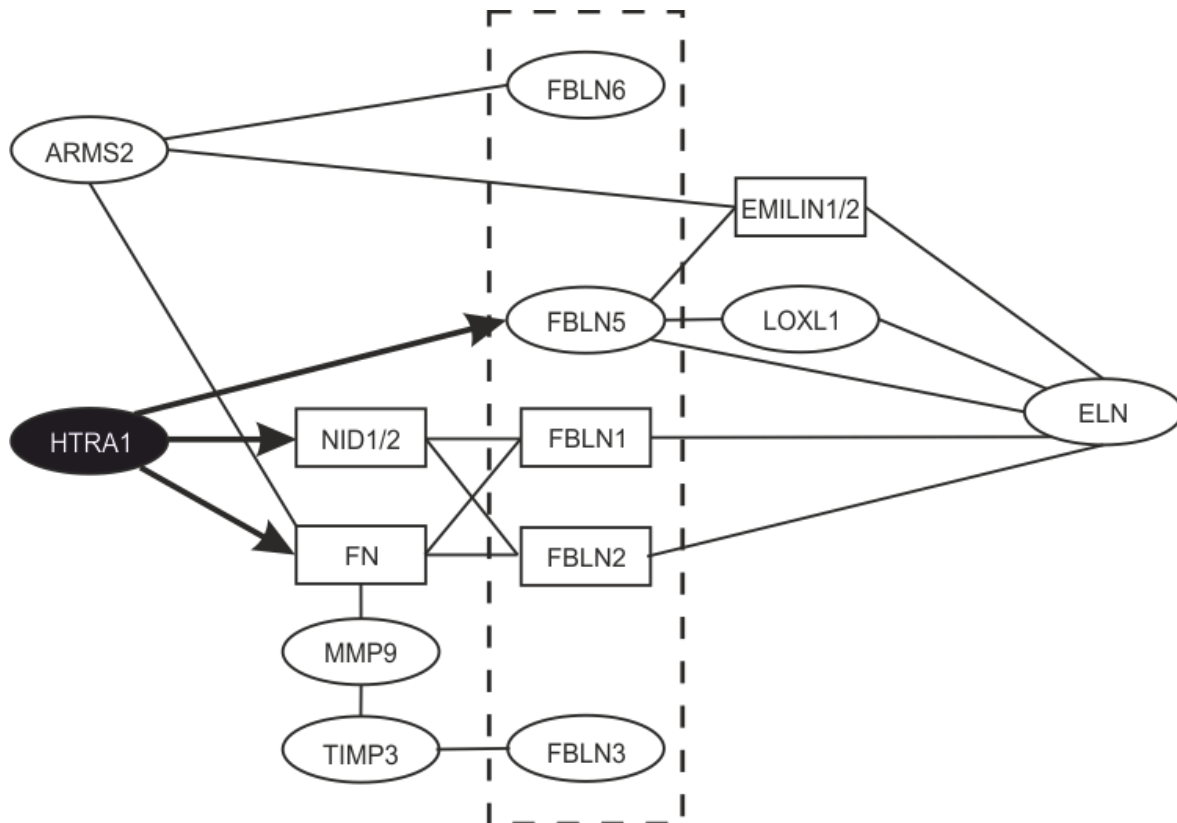 FBLN6
ARMS2
EMILIN1/2
FBLN5
LOXL1
ELN
HTRA1
NID1/2
FBLN1
FN
FBLN2
MMP9
TIMP3
FBLN3